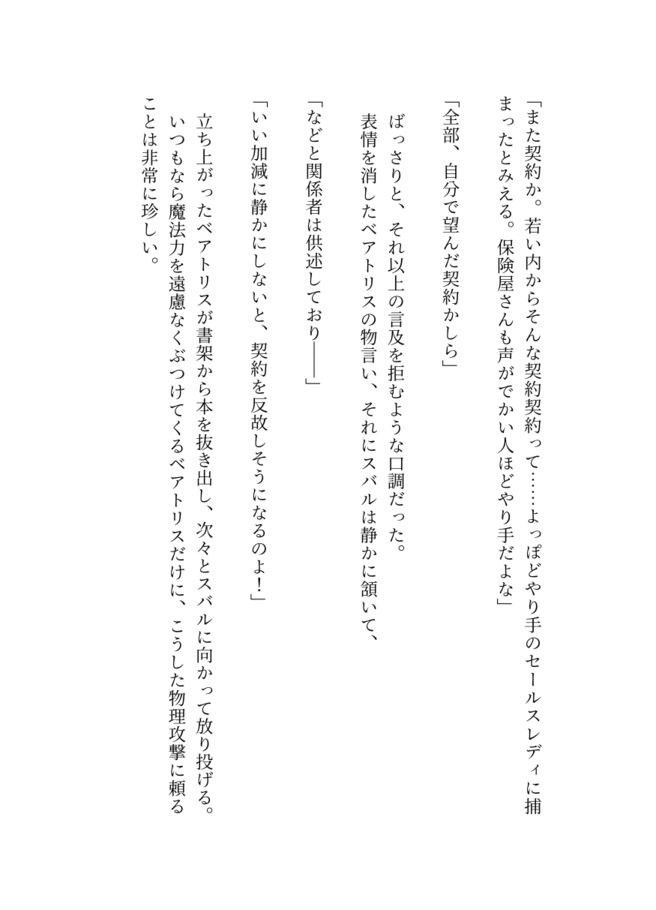 「また契約か。若い内からそんな契約契約って……よっぽどやり手のセールスレディに捕
まったとみえる。保険屋さんも声がでかい人ほどやり手だよな」
「全部、自分で望んだ契約かしら」
ばっさりと、それ以上の言及を拒むような口調だった。
表情を消したベアトリスの物言い、それにスバルは静かに頷いて、
「などと関係者は供述しており――」
「いい加減に静かにしないと、契約を反故しそうになるのよ！」
立ち上がったベアトリスが書架から本を抜き出し、次々とスバルに向かって放り投げる。
いつもなら魔法力を遠慮なくぶつけてくるベアトリスだけに、こうした物理攻撃に頼る
ことは非常に珍しい。